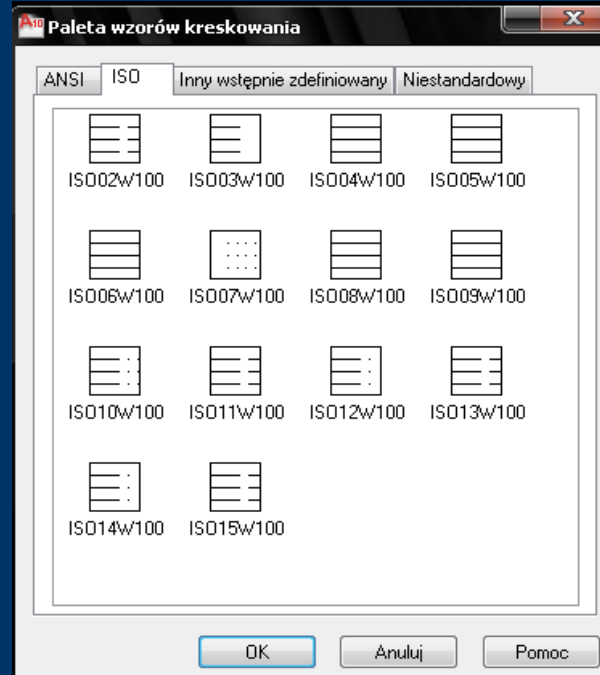 A10 Paleta wzorów kreskowania
ANSI ISO Inny wstępnie zdefiniowany Niestandardowy
ISO02W100 ISO03W100 ISO04W100 ISO05W100
ISO06W100 ISO07W100 ISO08W100 ISO09W100
ISO10W100 ISO11W100 ISO12W100 ISO13W100
ISO14W100 ISO15W100
OK Anuluj Pomoc